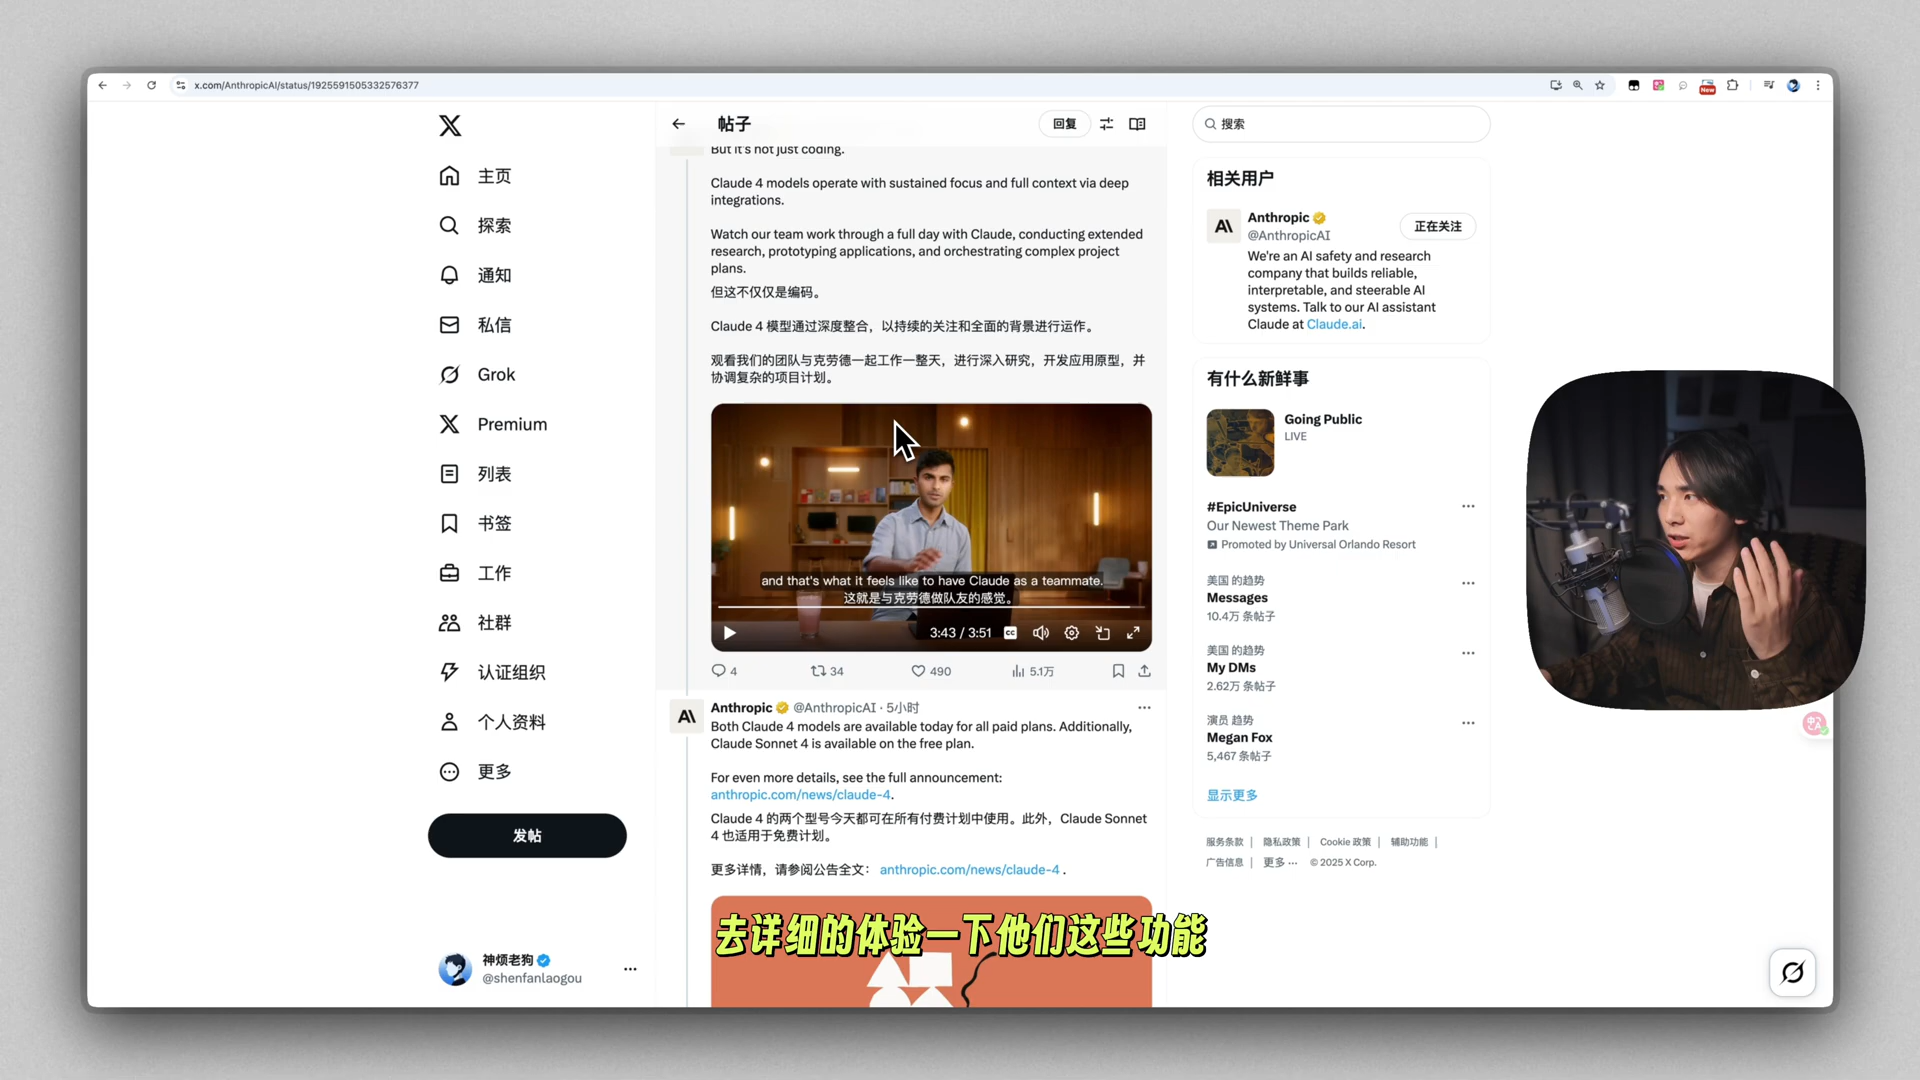 x.com/AnthropicAI/status/1925591505332576377
New
主页
探索
通知
私信
Grok
Premium
列表
书签
工作
社群
认证组织
个人资料
更多
发帖
神烦老狗
@shenfanlaogou
帖子
回复
But it's not just coding.
Claude 4 models operate with sustained focus and full context via deep
integrations.
Watch our team work through a full day with Claude, conducting extended
research, prototyping applications, and orchestrating complex project
plans.
但这不仅仅是编码。
Claude 4 模型通过深度整合，以持续的关注和全面的背景进行运作。
观看我们的团队与克劳德一起工作一整天，进行深入研究，开发应用原型，并
协调复杂的项目计划。
and that's what it feels like to have Claude as a teammate.
这就是与克劳德做队友的感觉。
3:43 / 3:51
CC
4
34
490
5.1万
Anthropic @AnthropicAI · 5小时
Both Claude 4 models are available today for all paid plans. Additionally,
Claude Sonnet 4 is available on the free plan.
For even more details, see the full announcement:
anthropic.com/news/claude-4.
Claude 4 的两个型号今天都可在所有付费计划中使用。此外，Claude Sonnet
4 也适用于免费计划。
更多详情，请参阅公告全文： anthropic.com/news/claude-4 .
去详细的体验一下他们这些功能
搜索
相关用户
Anthropic
@AnthropicAI
正在关注
We're an AI safety and research
company that builds reliable,
interpretable, and steerable AI
systems. Talk to our AI assistant
Claude at Claude.ai.
有什么新鲜事
Going Public
LIVE
#EpicUniverse
Our Newest Theme Park
Promoted by Universal Orlando Resort
美国 的趋势
Messages
10.4万 条帖子
美国 的趋势
My DMs
2.62万 条帖子
演员 趋势
Megan Fox
5,467 条帖子
显示更多
服务条款 | 隐私政策 | Cookie 政策 | 辅助功能 |
广告信息 | 更多 ··· © 2025 X Corp.